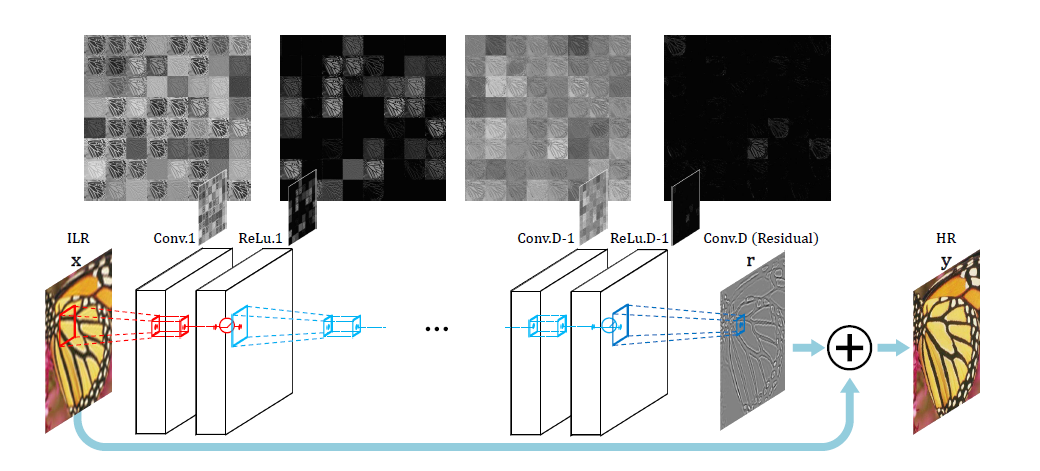 ILR
x
Conv.1
ReLu.1
Conv.D-1
ReLu.D-1
Conv.D (Residual)
r
HR
y
...